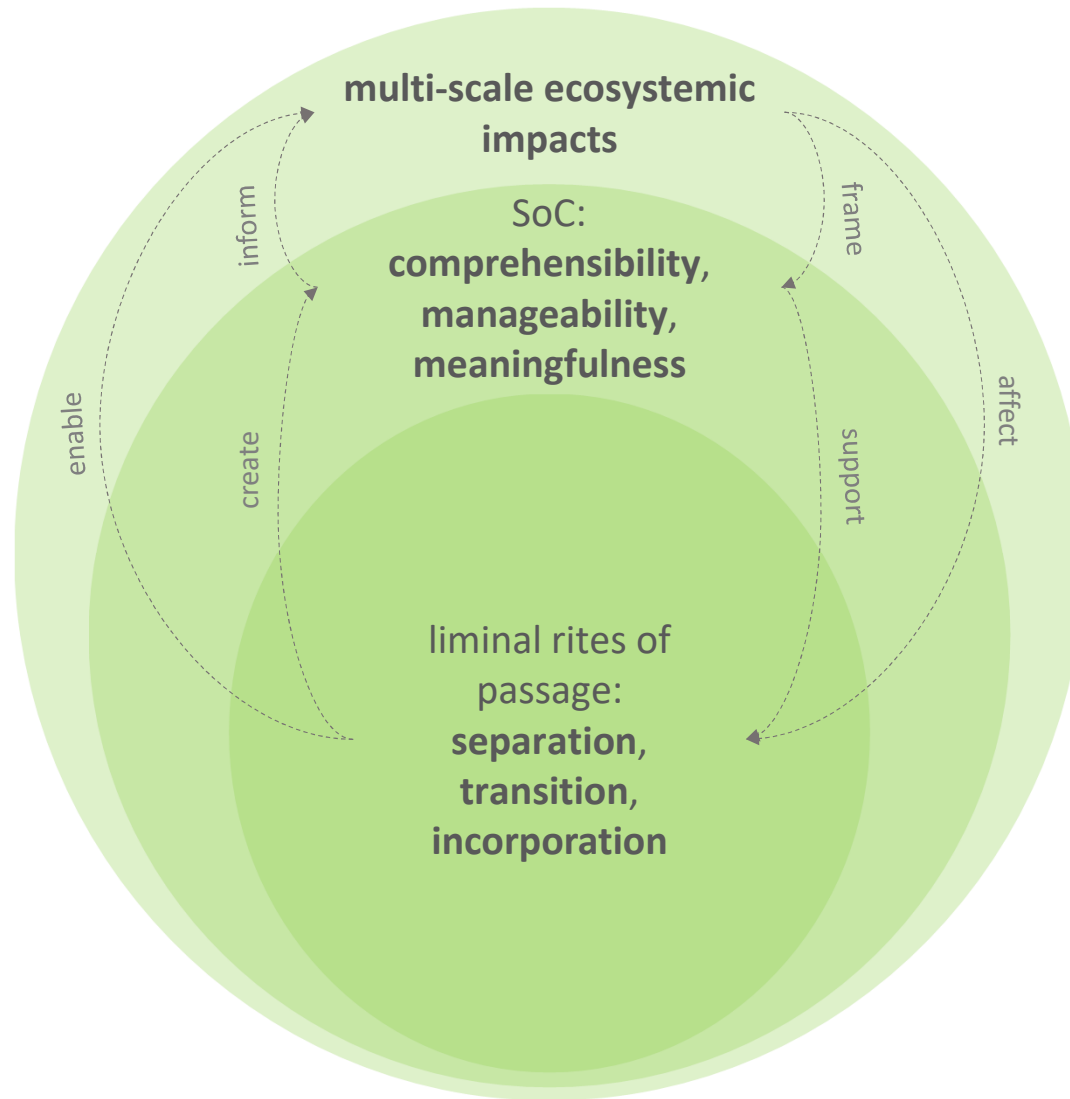 multi-scale ecosystemic
impacts
inform
frame
SoC:
comprehensibility,
manageability,
meaningfulness
enable
create
support
affect
liminal rites of
passage:
separation,
transition,
incorporation